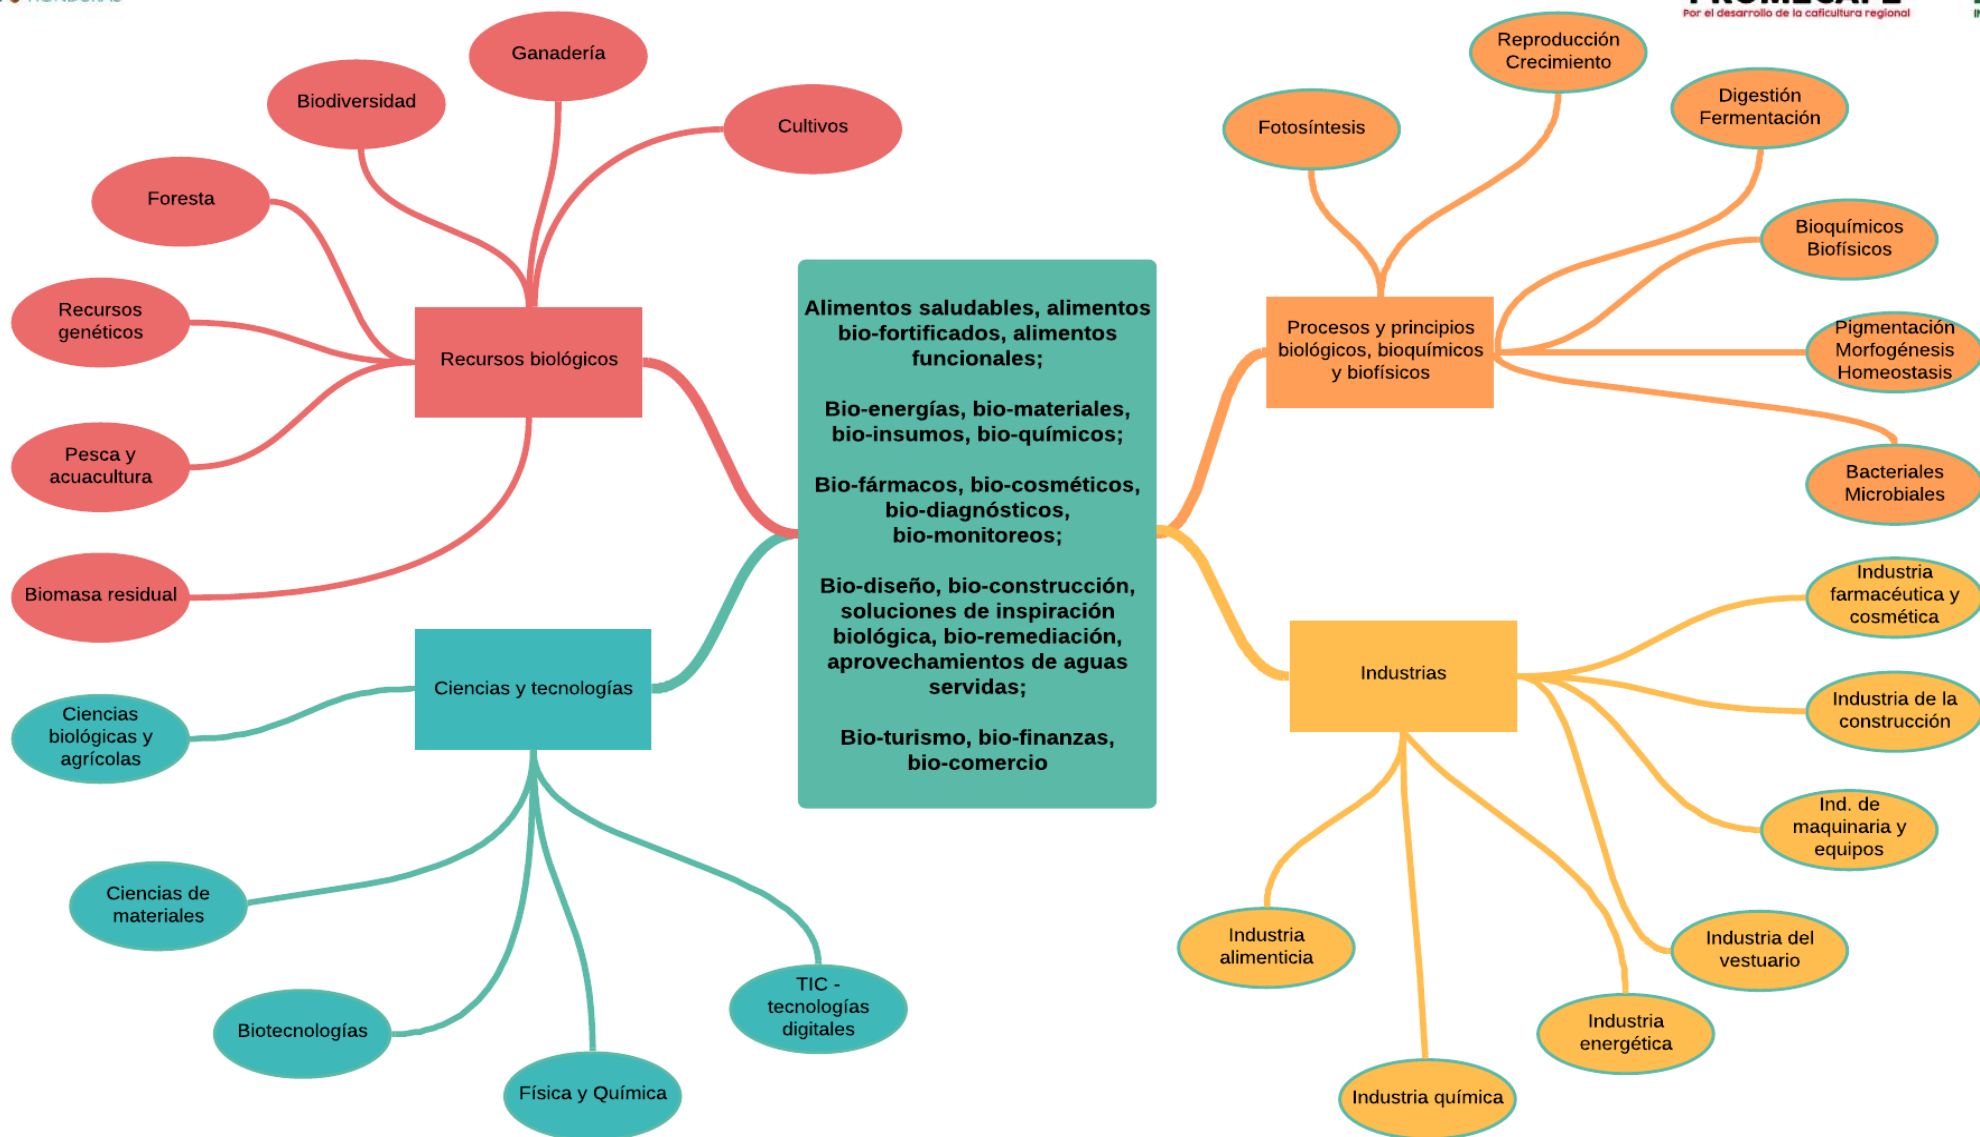 Por el desarrollo de la caficultura regional
Ganadería
Biodiversidad
Cultivos
Foresta
Recursos
genéticos
Recursos biológicos
Pesca y
acuacultura
Biomasa residual
Ciencias y tecnologías
Ciencias
biológicas y
agrícolas
Ciencias de
materiales
Biotecnologías
Física y Química
TIC -
tecnologías
digitales
Alimentos saludables, alimentos
bio-fortificados, alimentos
funcionales;
Bio-energías, bio-materiales,
bio-insumos, bio-químicos;
Bio-fármacos, bio-cosméticos,
bio-diagnósticos,
bio-monitoreos;
Bio-diseño, bio-construcción,
soluciones de inspiración
biológica, bio-remediación,
aprovechamientos de aguas
servidas;
Bio-turismo, bio-finanzas,
bio-comercio
Reproducción
Crecimiento
Fotosíntesis
Digestión
Fermentación
Bioquímicos
Biofísicos
Procesos y principios
biológicos, bioquímicos
y biofísicos
Pigmentación
Morfogénesis
Homeostasis
Bacteriales
Microbiales
Industria
farmacéutica y
cosmética
Industrias
Industria de la
construcción
Ind. de
maquinaria y
equipos
Industria del
vestuario
Industria
alimenticia
Industria
energética
Industria química